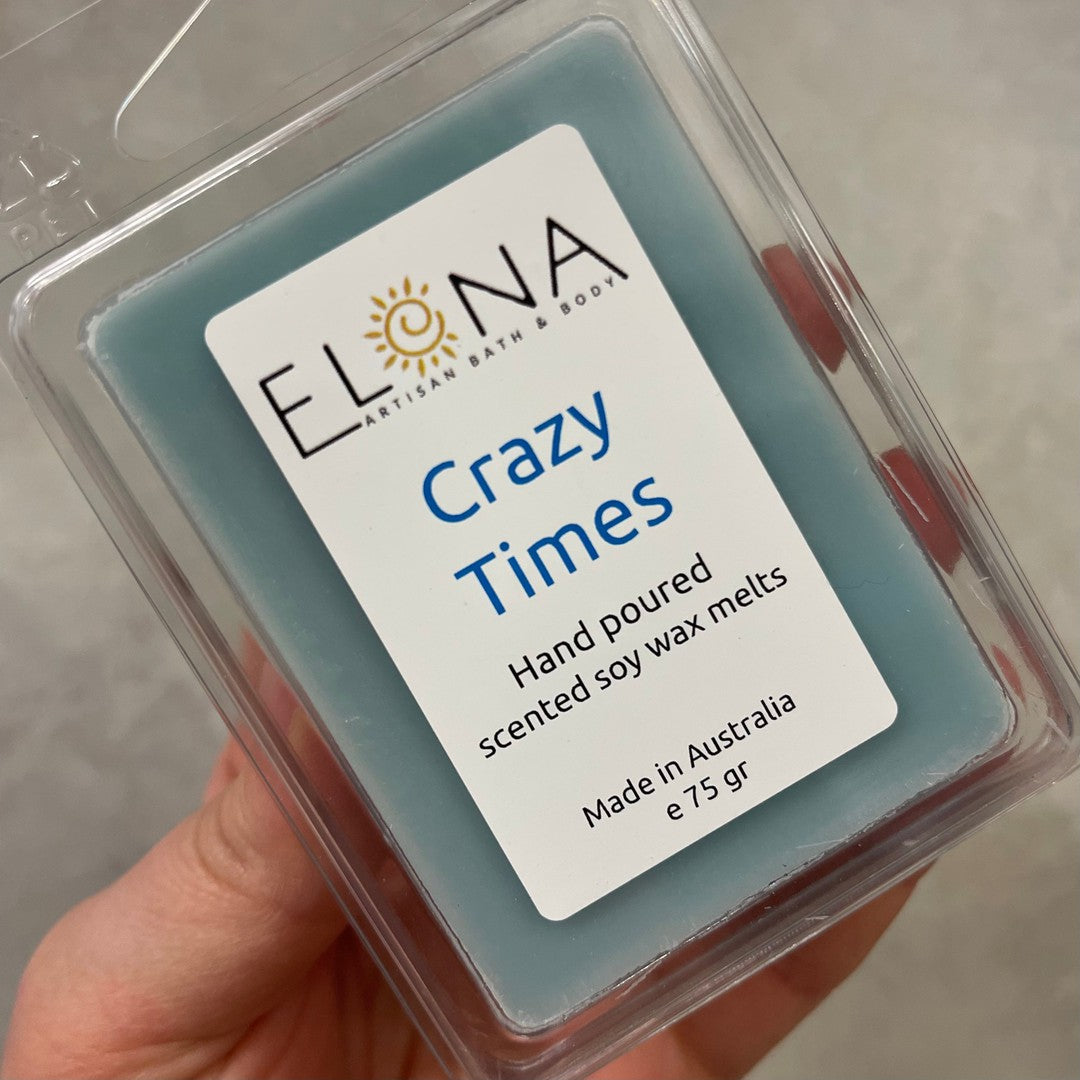 ELONA
ARTISAN BATH & BODY
Crazy
Times
Hand poured
scented soy wax melts
Made in Australia
e 75 gr